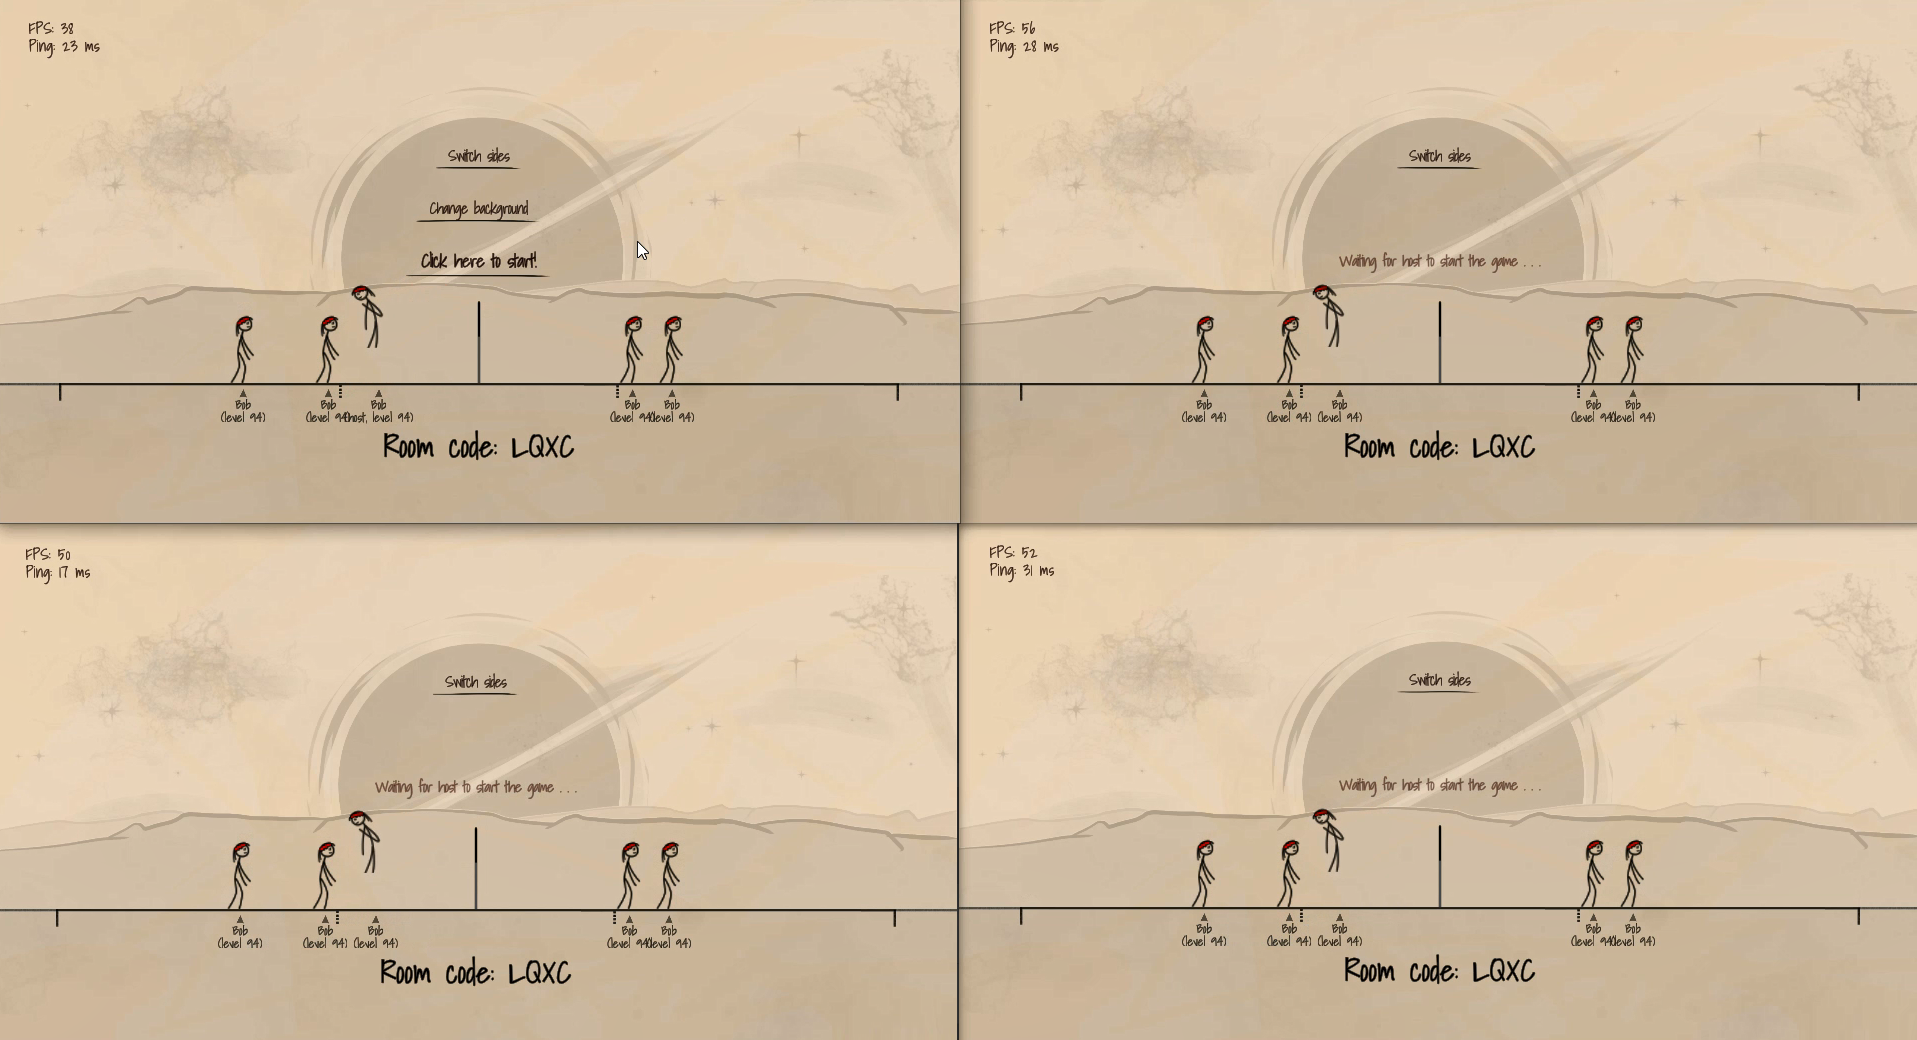 FPS: 38
Ping: 23 ms
Switch sides
Change background
Click here to start!
Bob
(level 94)
Bob
(level 94)
(host, level 94)
Bob
(level 94)
Bob
(level 94)
Bob
Room code: LQXC
FPS: 56
Ping: 28 ms
Switch sides
Waiting for host to start the game . . .
Bob
(level 94)
Bob
(level 94)
Bob
(level 94)
Bob
(level 94)
Bob
(level 94)
Room code: LQXC
FPS: 50
Ping: 17 ms
Switch sides
Waiting for host to start the game . . .
Bob
(level 94)
Bob
(level 94)
Bob
(level 94)
Bob
(level 94)
Bob
(level 94)
Room code: LQXC
FPS: 52
Ping: 31 ms
Switch sides
Waiting for host to start the game . . .
Bob
(level 94)
Bob
(level 94)
Bob
(level 94)
Bob
(level 94)
Bob
(level 94)
Room code: LQXC